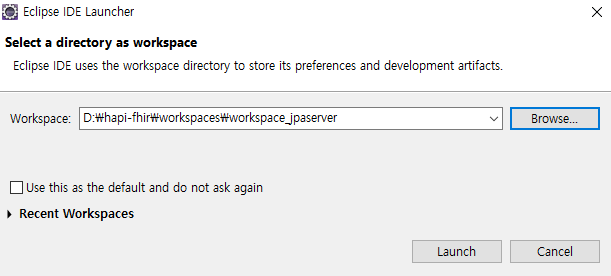 Eclipse IDE Launcher
Select a directory as workspace
Eclipse IDE uses the workspace directory to store its preferences and development artifacts.
Workspace: D:₩hapi-fhir₩workspaces₩workspace_jpaserver Browse...
Use this as the default and do not ask again
Recent Workspaces
Launch Cancel